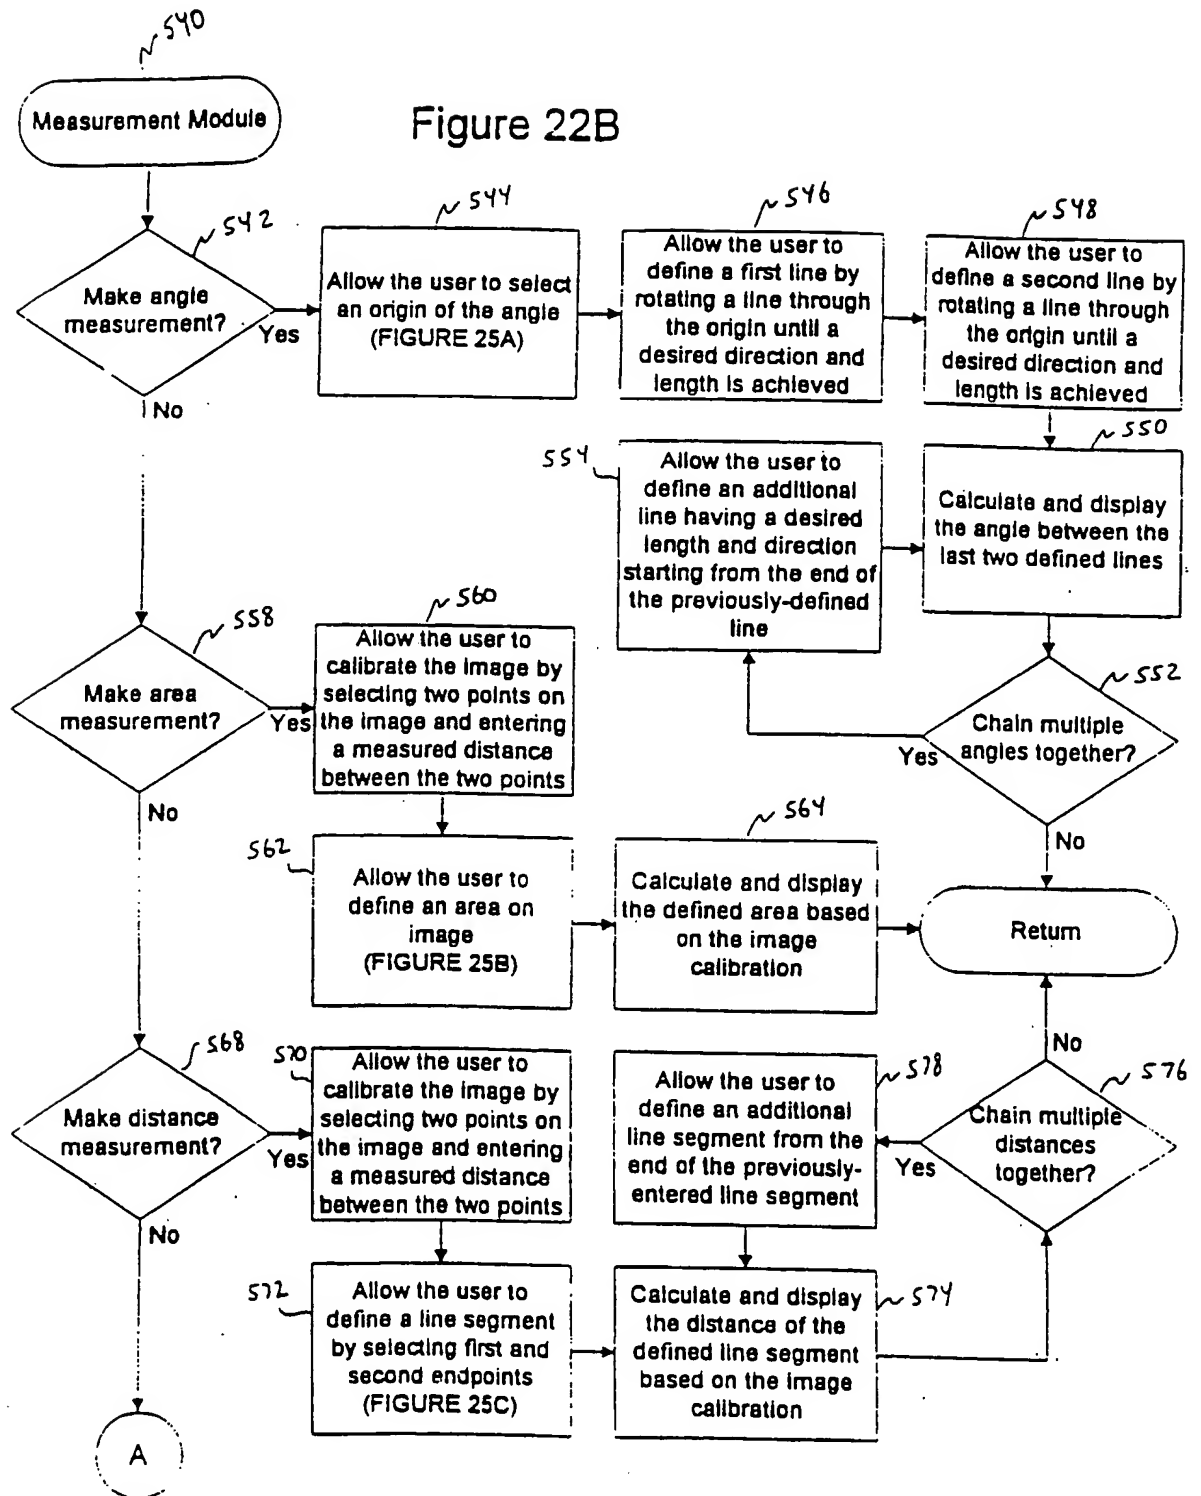 540
Measurement Module
Figure 22B
542
Make angle
measurement?
Yes
No
544
Allow the user to select
an origin of the angle
(FIGURE 25A)
546
Allow the user to
define a first line by
rotating a line through
the origin until a
desired direction and
length is achieved
548
Allow the user to
define a second line by
rotating a line through
the origin until a
desired direction and
length is achieved
550
Calculate and display
the angle between the
last two defined lines
554
Allow the user to
define an additional
line having a desired
length and direction
starting from the end of
the previously-defined
line
552
Chain multiple
angles together?
Yes
No
558
Make area
measurement?
Yes
No
560
Allow the user to
calibrate the image by
selecting two points on
the image and entering
a measured distance
between the two points
562
Allow the user to
define an area on
image
(FIGURE 25B)
564
Calculate and display
the defined area based
on the image
calibration
Return
568
Make distance
measurement?
Yes
No
570
Allow the user to
calibrate the image by
selecting two points on
the image and entering
a measured distance
between the two points
572
Allow the user to
define a line segment
by selecting first and
second endpoints
(FIGURE 25C)
574
Calculate and display
the distance of the
defined line segment
based on the image
calibration
576
Chain multiple
distances
together?
No
Yes
578
Allow the user to
define an additional
line segment from the
end of the previously-
entered line segment
A